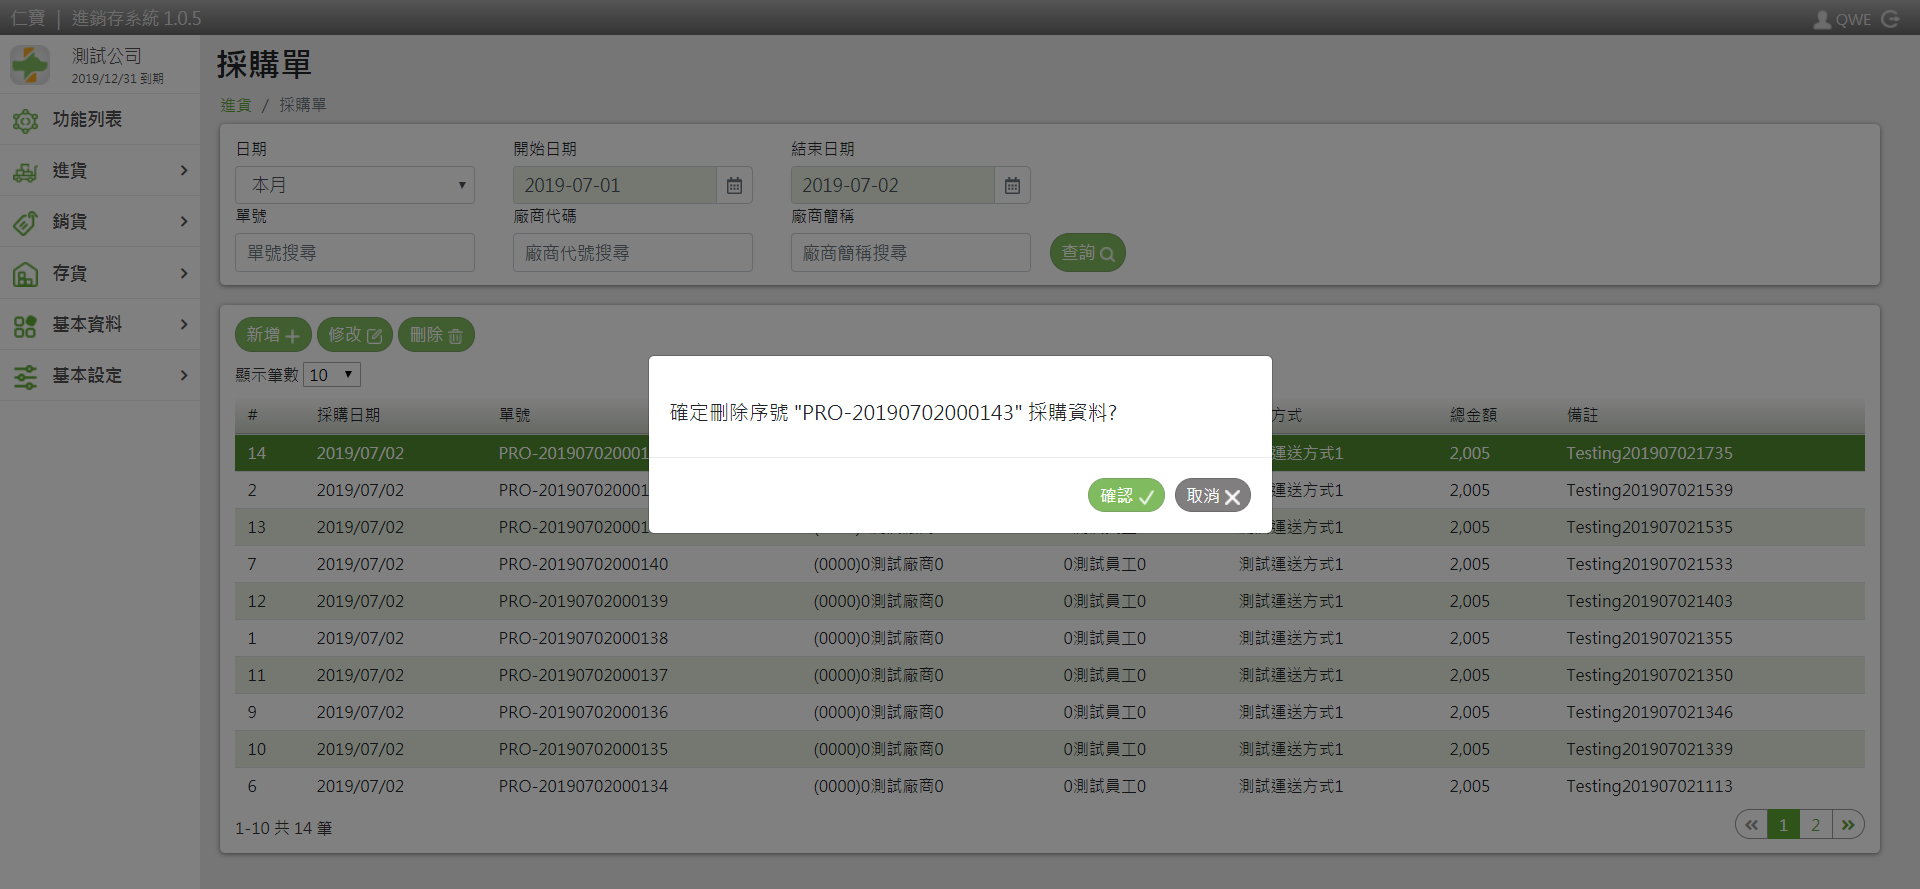 仁寶 | 進銷存系統 1.0.5
QWE
測試公司
2019/12/31 到期
功能列表
進貨
銷貨
存貨
基本資料
基本設定
採購單
進貨 / 採購單
日期 開始日期 結束日期
本月 2019-07-01 2019-07-02
單號 廠商代碼 廠商簡稱
單號搜尋 廠商代號搜尋 廠商簡稱搜尋 查詢
新增 修改 刪除
顯示筆數 10
# 採購日期 單號 方式 總金額 備註
14 2019/07/02 PRO-201907020001 運送方式1 2,005 Testing201907021735
2 2019/07/02 PRO-201907020001 運送方式1 2,005 Testing201907021539
13 2019/07/02 PRO-201907020001 運送方式1 2,005 Testing201907021535
7 2019/07/02 PRO-20190702000140 (0000)0測試廠商0 0測試員工0 測試運送方式1 2,005 Testing201907021533
12 2019/07/02 PRO-20190702000139 (0000)0測試廠商0 0測試員工0 測試運送方式1 2,005 Testing201907021403
1 2019/07/02 PRO-20190702000138 (0000)0測試廠商0 0測試員工0 測試運送方式1 2,005 Testing201907021355
11 2019/07/02 PRO-20190702000137 (0000)0測試廠商0 0測試員工0 測試運送方式1 2,005 Testing201907021350
9 2019/07/02 PRO-20190702000136 (0000)0測試廠商0 0測試員工0 測試運送方式1 2,005 Testing201907021346
10 2019/07/02 PRO-20190702000135 (0000)0測試廠商0 0測試員工0 測試運送方式1 2,005 Testing201907021339
6 2019/07/02 PRO-20190702000134 (0000)0測試廠商0 0測試員工0 測試運送方式1 2,005 Testing201907021113
1-10 共 14 筆
« 1 2 »
確定刪除序號 "PRO-20190702000143" 採購資料?
確認 取消